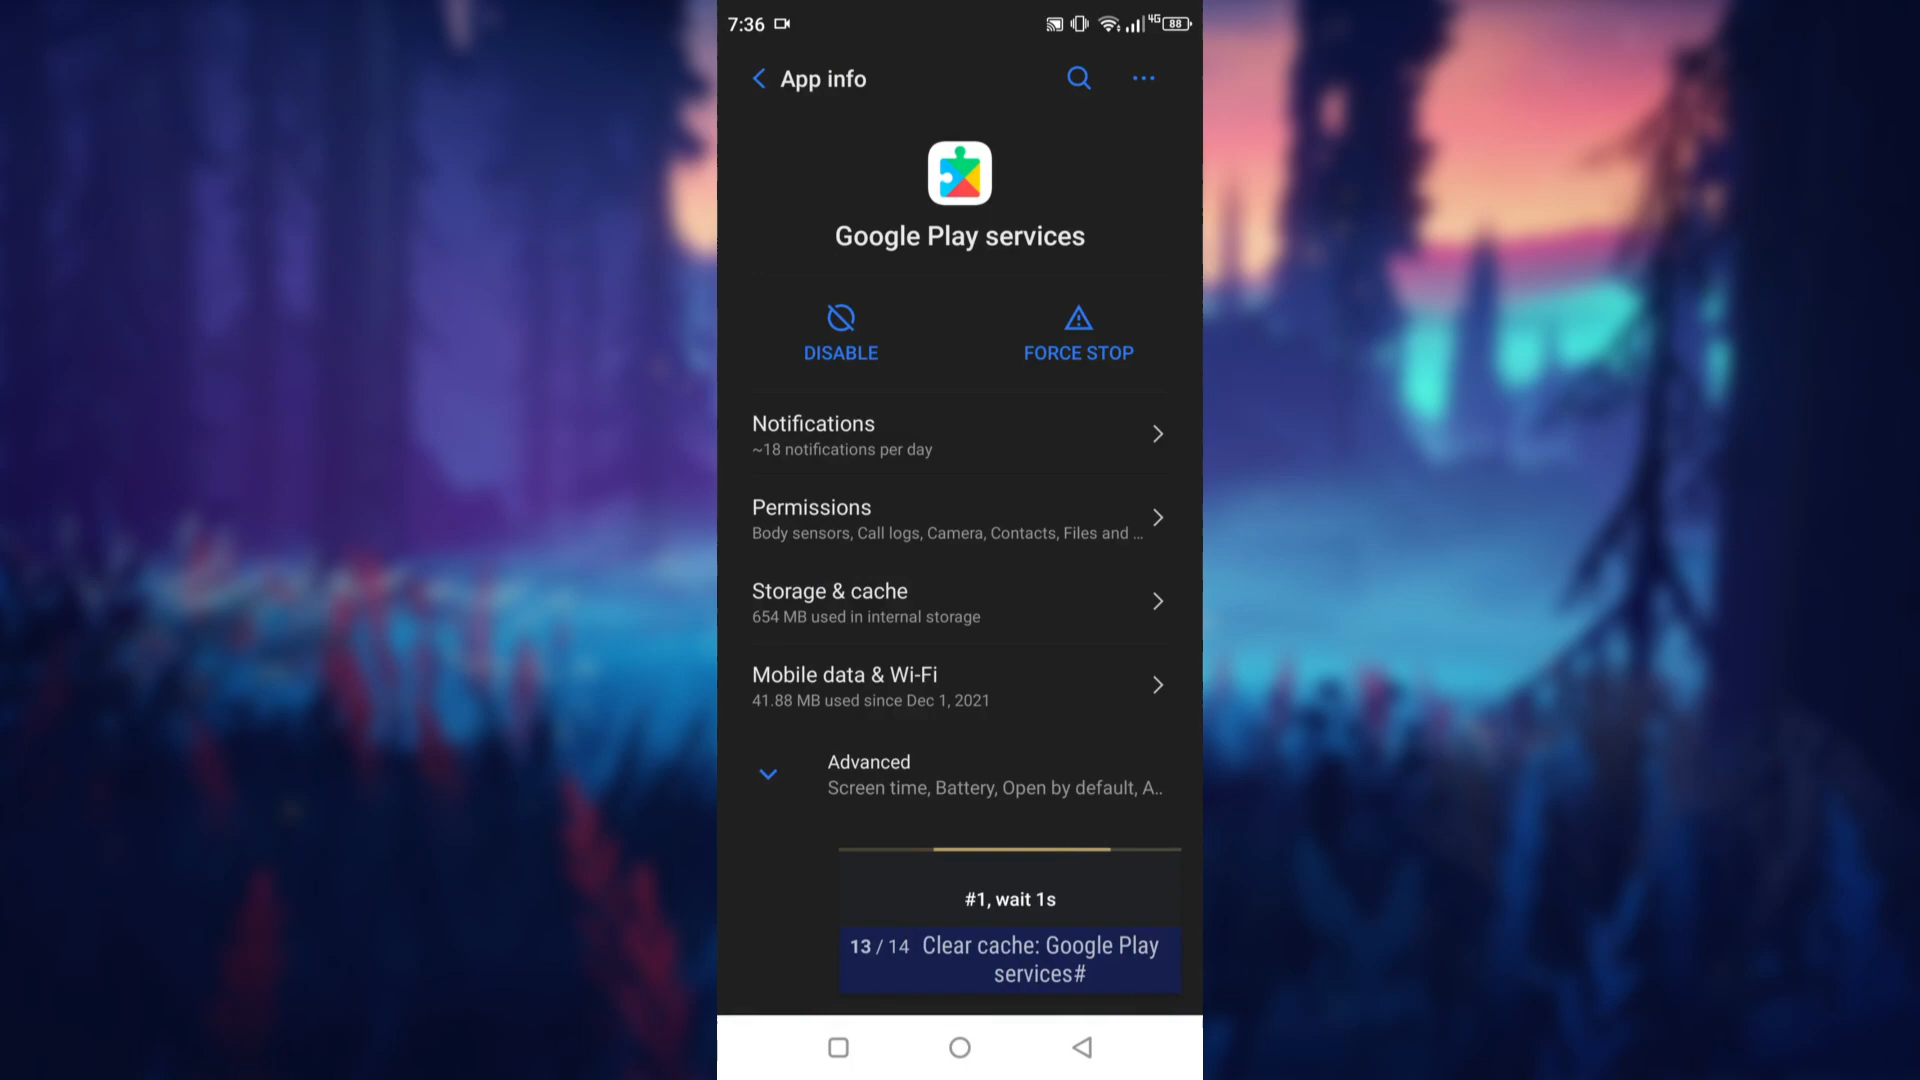 7:36
4G
88
App info
Google Play services
DISABLE
FORCE STOP
Notifications
~18 notifications per day
Permissions
Body sensors, Call logs, Camera, Contacts, Files and ...
Storage & cache
654 MB used in internal storage
Mobile data & Wi-Fi
41.88 MB used since Dec 1, 2021
Advanced
Screen time, Battery, Open by default, A..
#1, wait 1s
13 / 14 Clear cache: Google Play
services#